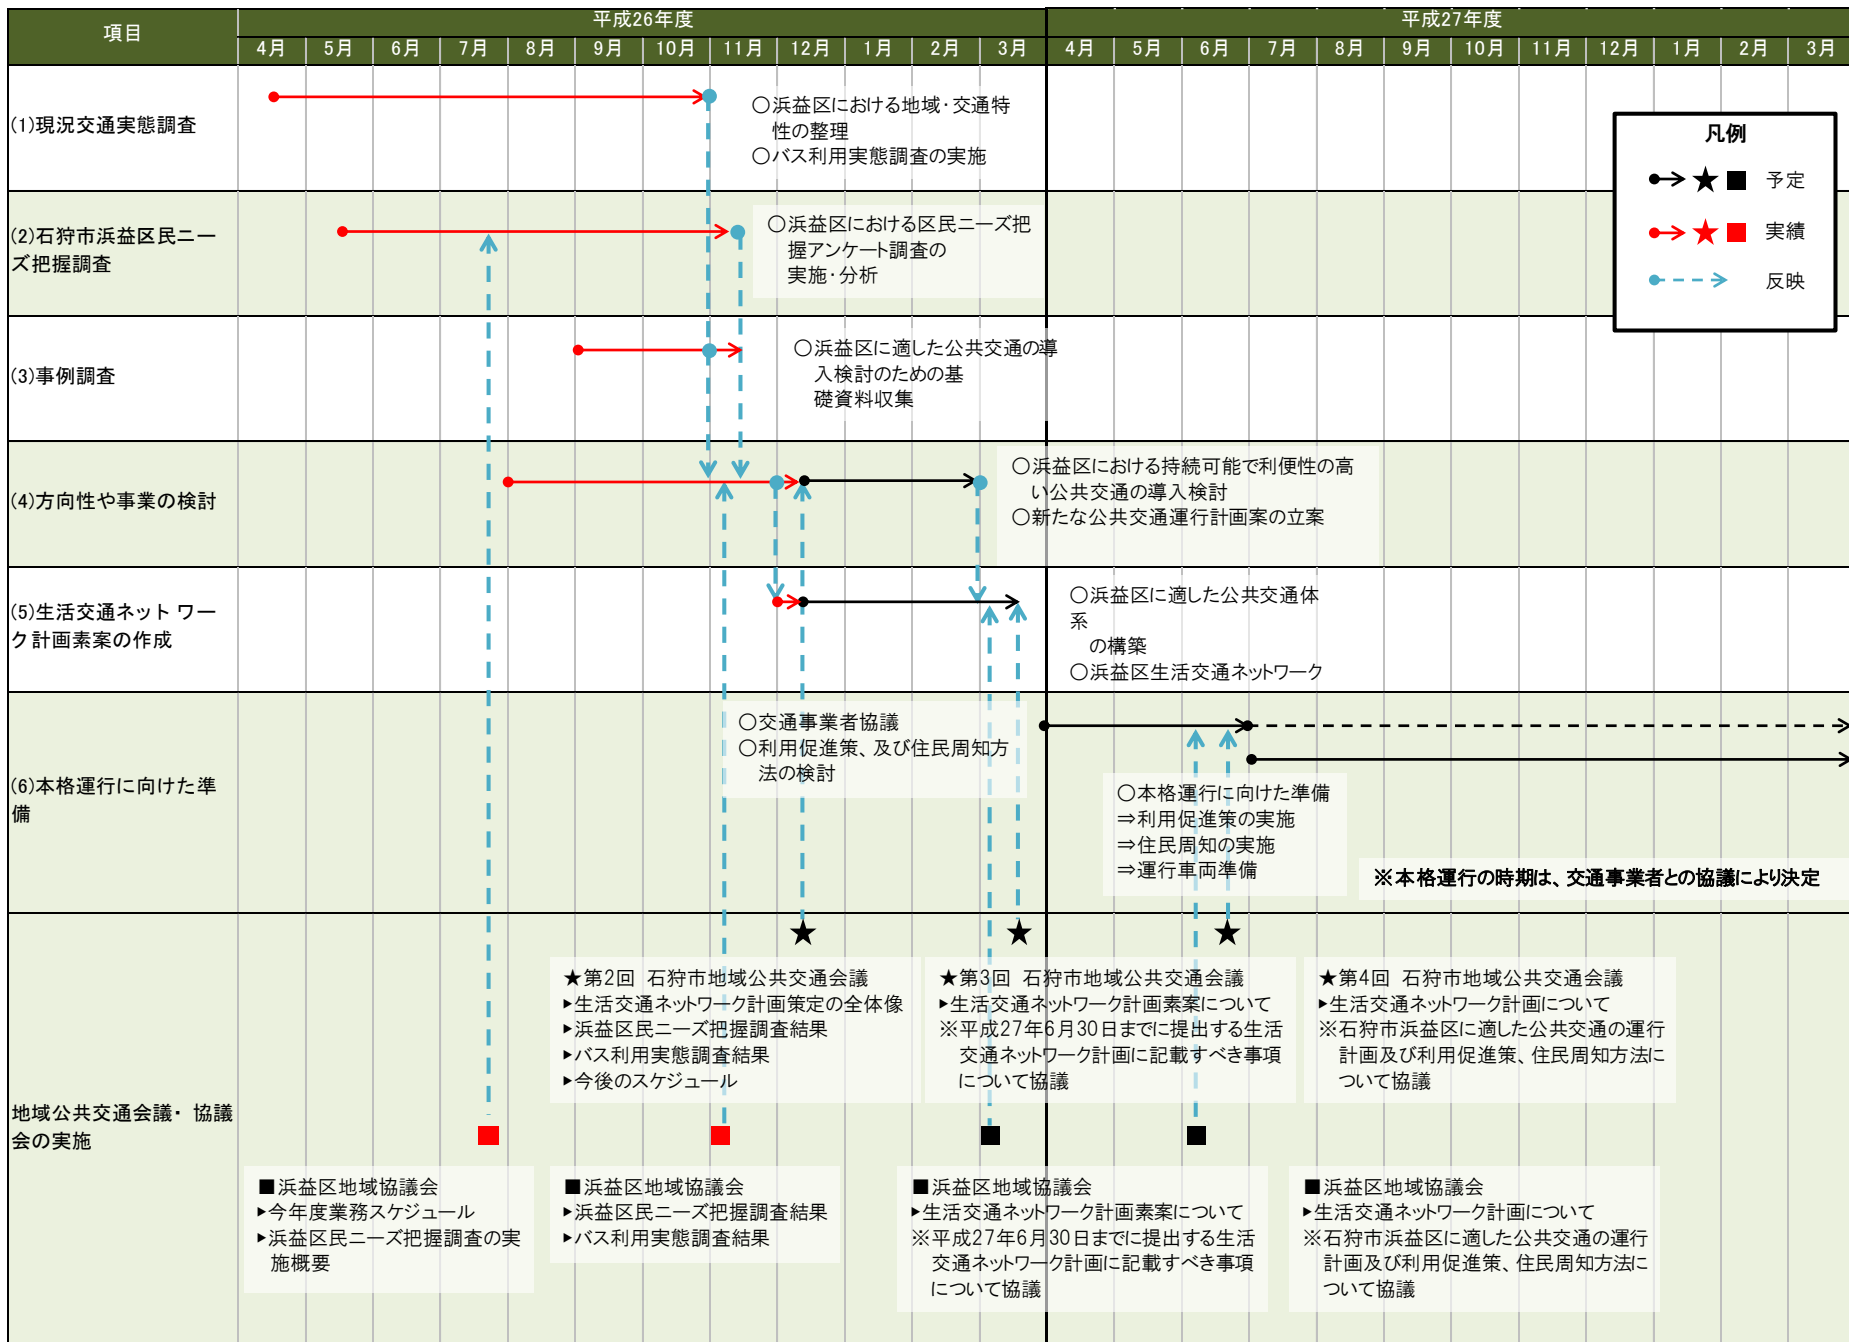 項目
平成26年度
平成27年度
4月 5月 6月 7月 8月 9月 10月 11月 12月 1月 2月 3月 4月 5月 6月 7月 8月 9月 10月 11月 12月 1月 2月 3月
(1)現況交通実態調査
○浜益区における地域・交通特
性の整理
○バス利用実態調査の実施
凡例
予定
実績
反映
(2)石狩市浜益区民ニー
ズ把握調査
○浜益区における区民ニーズ把
握アンケート調査の
実施・分析
(3)事例調査
○浜益区に適した公共交通の導
入検討のための基
礎資料収集
(4)方向性や事業の検討
○浜益区における持続可能で利便性の高
い公共交通の導入検討
○新たな公共交通運行計画案の立案
(5)生活交通ネット ワー
ク計画素案の作成
○浜益区に適した公共交通体
系
の構築
○浜益区生活交通ネットワーク
(6)本格運行に向けた準
備
○交通事業者協議
○利用促進策、及び住民周知方
法の検討
○本格運行に向けた準備
⇒利用促進策の実施
⇒住民周知の実施
⇒運行車両準備
※本格運行の時期は、交通事業者との協議により決定
地域公共交通会議・ 協議
会の実施
★第2回 石狩市地域公共交通会議
▶生活交通ネットワーク計画策定の全体像
▶浜益区民ニーズ把握調査結果
▶バス利用実態調査結果
▶今後のスケジュール
★第3回 石狩市地域公共交通会議
▶生活交通ネットワーク計画素案について
※平成27年6月30日までに提出する生活
交通ネットワーク計画に記載すべき事項
について協議
★第4回 石狩市地域公共交通会議
▶生活交通ネットワーク計画について
※石狩市浜益区に適した公共交通の運行
計画及び利用促進策、住民周知方法に
ついて協議
■浜益区地域協議会
▶今年度業務スケジュール
▶浜益区民ニーズ把握調査の実
施概要
■浜益区地域協議会
▶浜益区民ニーズ把握調査結果
▶バス利用実態調査結果
■浜益区地域協議会
▶生活交通ネットワーク計画素案について
※平成27年6月30日までに提出する生活
交通ネットワーク計画に記載すべき事項
について協議
■浜益区地域協議会
▶生活交通ネットワーク計画について
※石狩市浜益区に適した公共交通の運行
計画及び利用促進策、住民周知方法に
ついて協議